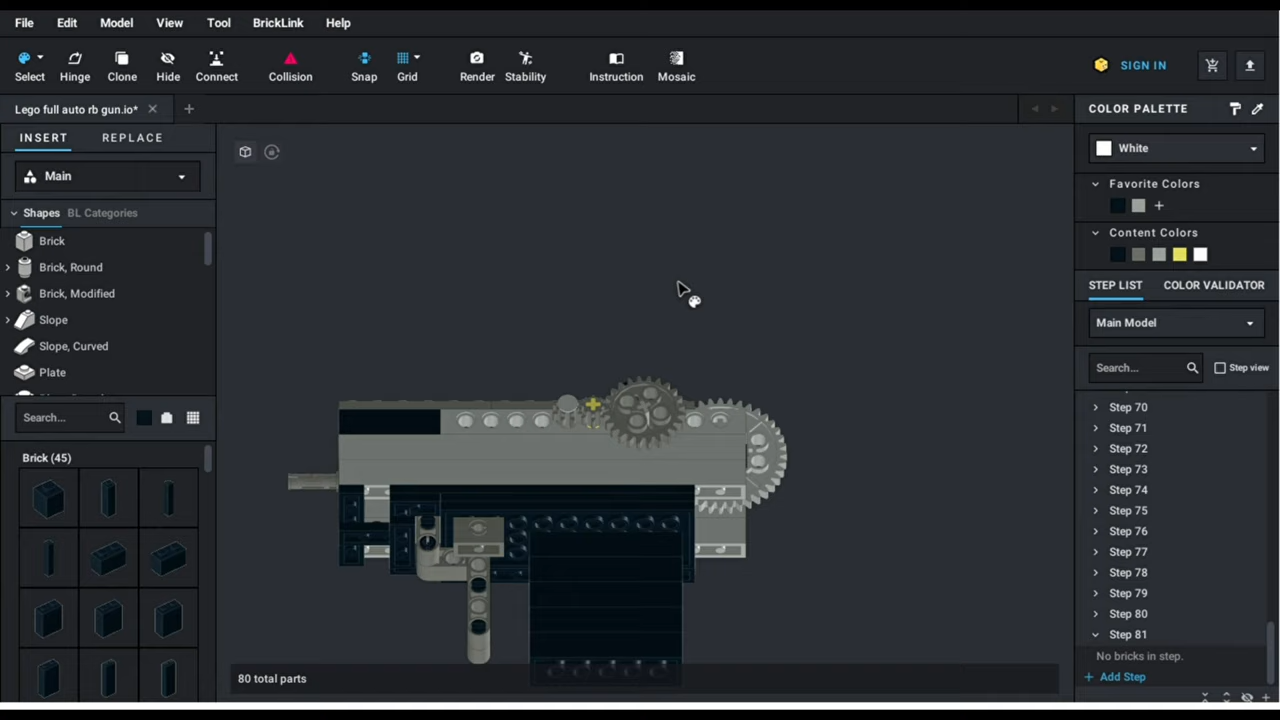 File Edit Model View Tool BrickLink Help
Select Hinge Clone Hide Connect Collision Snap Grid Render Stability Instruction Mosaic
SIGN IN
Lego full auto rb gun.io*
COLOR PALETTE
INSERT REPLACE
White
Main
Favorite Colors
Shapes BL Categories
Content Colors
Brick
Brick, Round
Brick, Modified
Slope
Slope, Curved
Plate
STEP LIST COLOR VALIDATOR
Main Model
Search... Step view
Step 70
Step 71
Step 72
Step 73
Step 74
Step 75
Step 76
Step 77
Step 78
Step 79
Step 80
Step 81
No bricks in step.
+ Add Step
Search...
Brick (45)
80 total parts